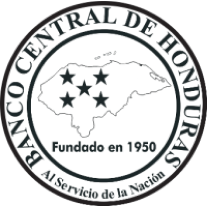 BANCO CENTRAL DE HONDURAS
Fundado en 1950
Al Servicio de la Nación